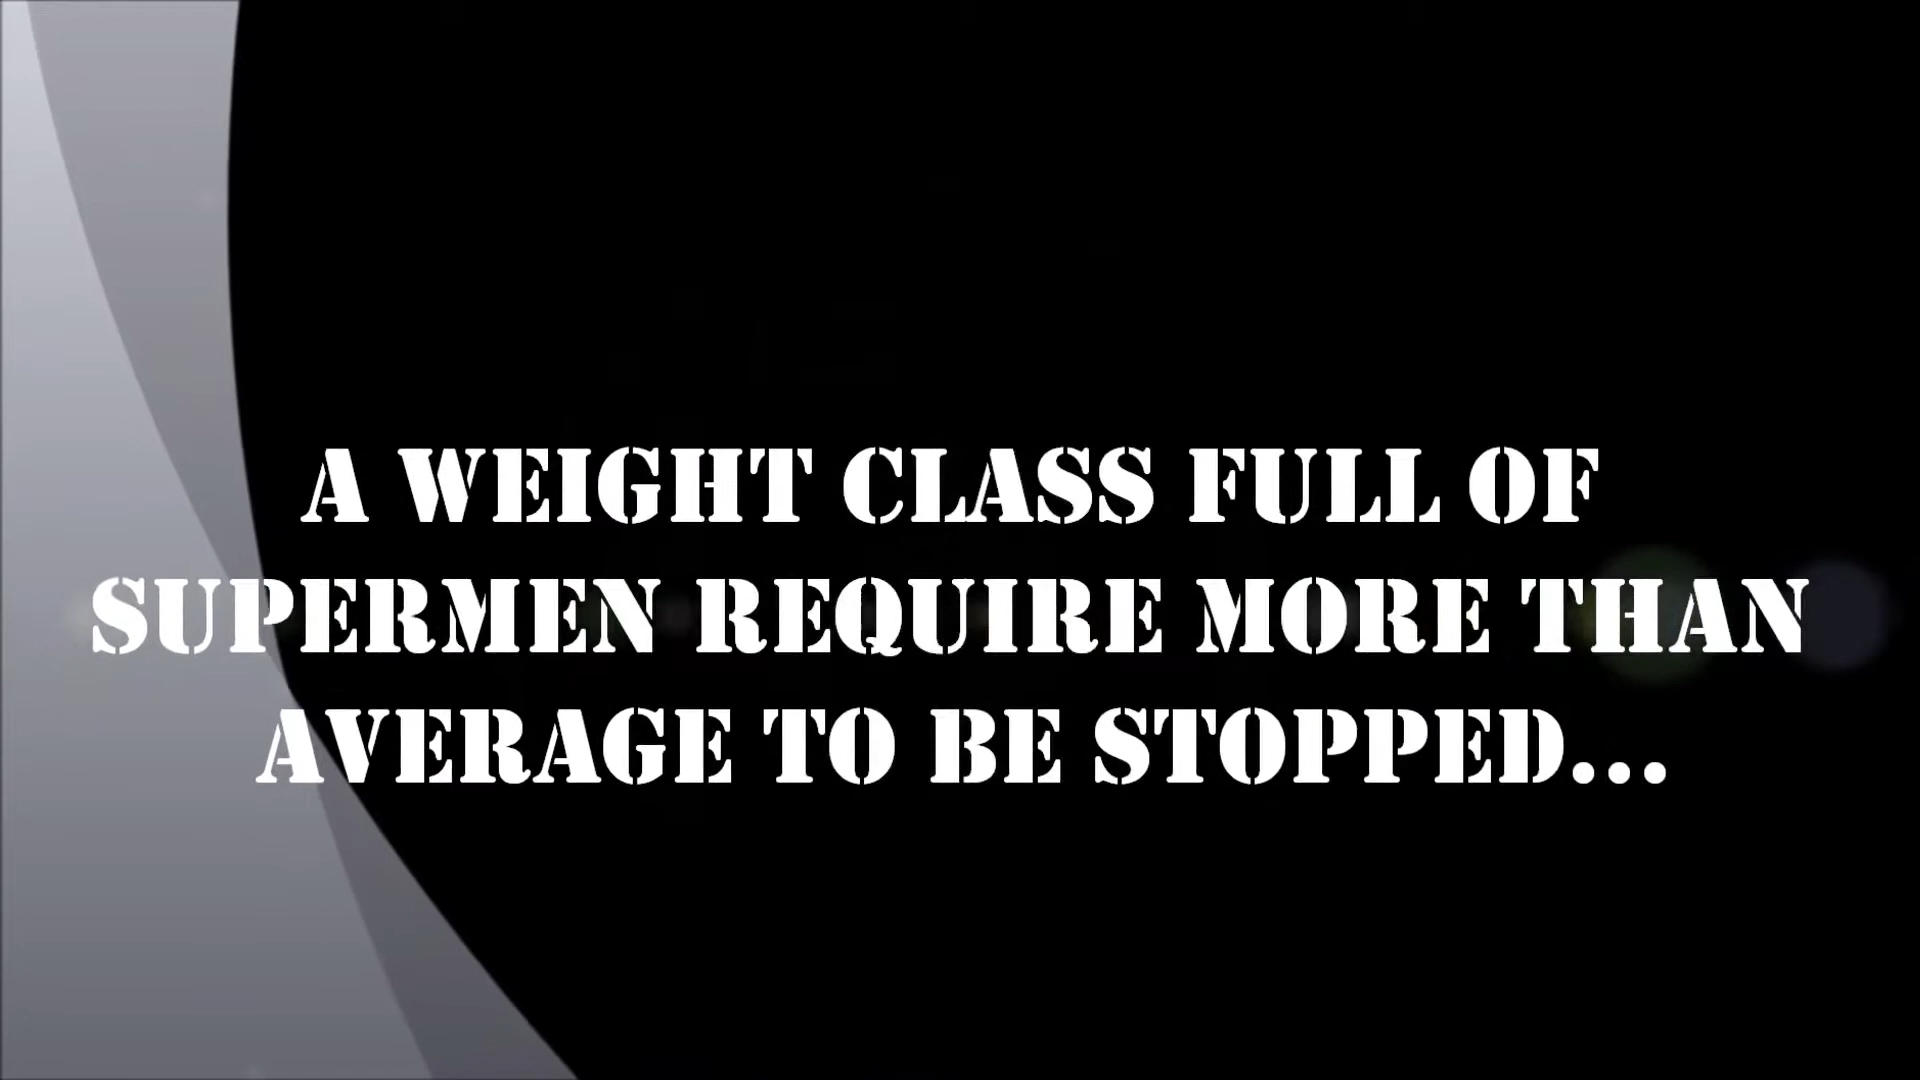 A WEIGHT CLASS FULL OF
SUPERMEN REQUIRE MORE THAN
AVERAGE TO BE STOPPED...